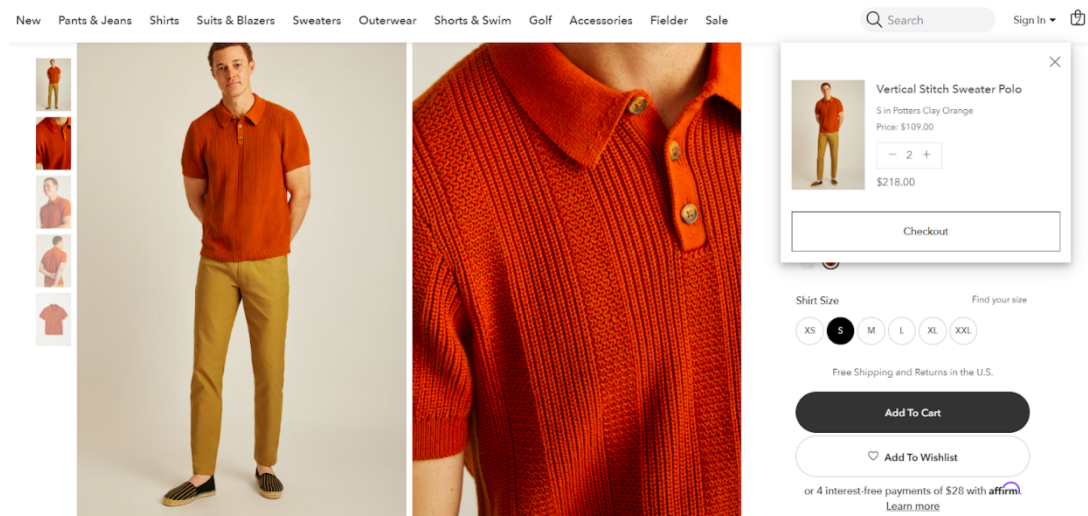 New Pants & Jeans Shirts Suits & Blazers Sweaters Outerwear Shorts & Swim Golf Accessories Fielder Sale Search Sign In 2
Vertical Stitch Sweater Polo
S in Potters Clay Orange
Price: $109.00
− 2 +
$218.00
Checkout
Shirt Size Find your size
XS S M L XL XXL
Free Shipping and Returns in the U.S.
Add To Cart
Add To Wishlist
or 4 interest-free payments of $28 with affirm.
Learn more